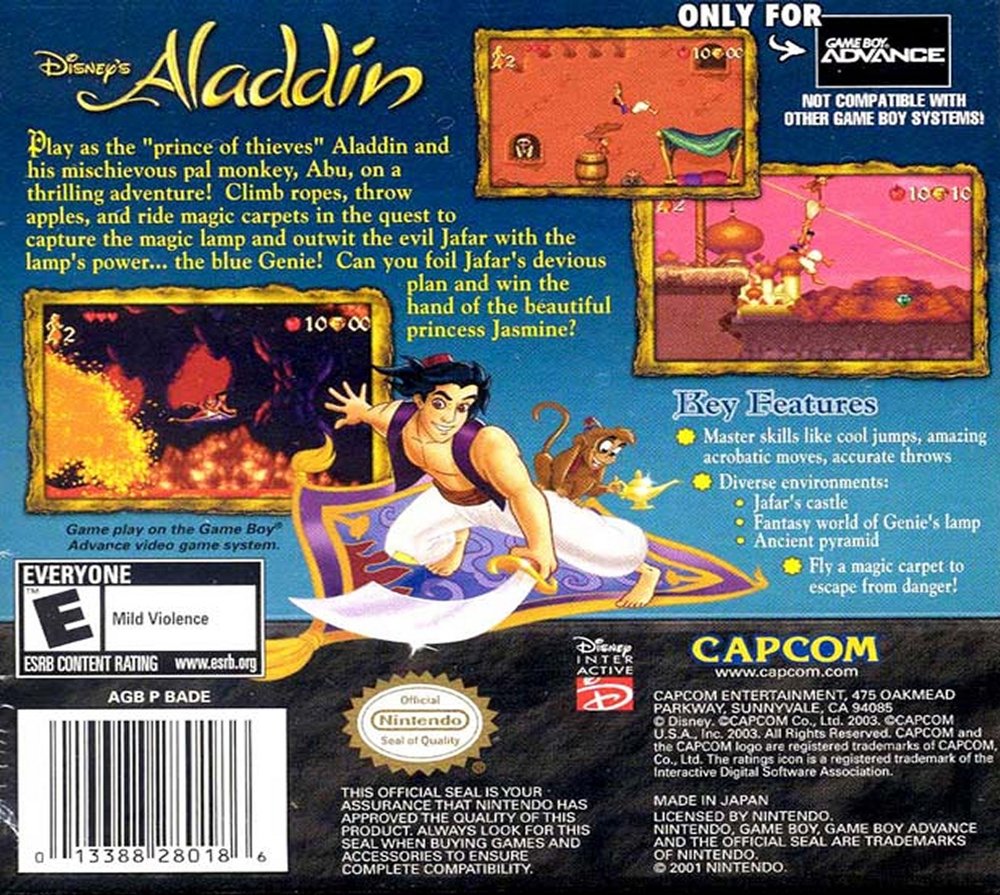 ONLY FOR
GAME BOY
ADVANCE
NOT COMPATIBLE WITH
OTHER GAME BOY SYSTEMS!
Disney's Aladdin
Play as the "prince of thieves" Aladdin and
his mischievous pal monkey, Abu, on a
thrilling adventure! Climb ropes, throw
apples, and ride magic carpets in the quest to
capture the magic lamp and outwit the evil Jafar with the
lamp's power... the blue Genie! Can you foil Jafar's devious
plan and win the
hand of the beautiful
princess Jasmine?
2
10 00
2
10 10
2
10 00
Game play on the Game Boy®
Advance video game system.
Key Features
Master skills like cool jumps, amazing
acrobatic moves, accurate throws
Diverse environments:
• Jafar's castle
• Fantasy world of Genie's lamp
• Ancient pyramid
Fly a magic carpet to
escape from danger!
EVERYONE
TM
E
Mild Violence
ESRB CONTENT RATING www.esrb.org
AGB P BADE
0 13388 28018 6
Official
Nintendo
Seal of Quality
®
THIS OFFICIAL SEAL IS YOUR
ASSURANCE THAT NINTENDO HAS
APPROVED THE QUALITY OF THIS
PRODUCT. ALWAYS LOOK FOR THIS
SEAL WHEN BUYING GAMES AND
ACCESSORIES TO ENSURE
COMPLETE COMPATIBILITY.
Disney
INTER
ACTIVE
D
CAPCOM
www.capcom.com
CAPCOM ENTERTAINMENT, 475 OAKMEAD
PARKWAY, SUNNYVALE, CA 94085
© Disney. ©CAPCOM Co., Ltd. 2003. ©CAPCOM
U.S.A., Inc. 2003. All Rights Reserved. CAPCOM and
the CAPCOM logo are registered trademarks of CAPCOM
Co., Ltd. The ratings icon is a registered trademark of the
Interactive Digital Software Association.
MADE IN JAPAN
LICENSED BY NINTENDO.
NINTENDO, GAME BOY, GAME BOY ADVANCE
AND THE OFFICIAL SEAL ARE TRADEMARKS
OF NINTENDO.
© 2001 NINTENDO.